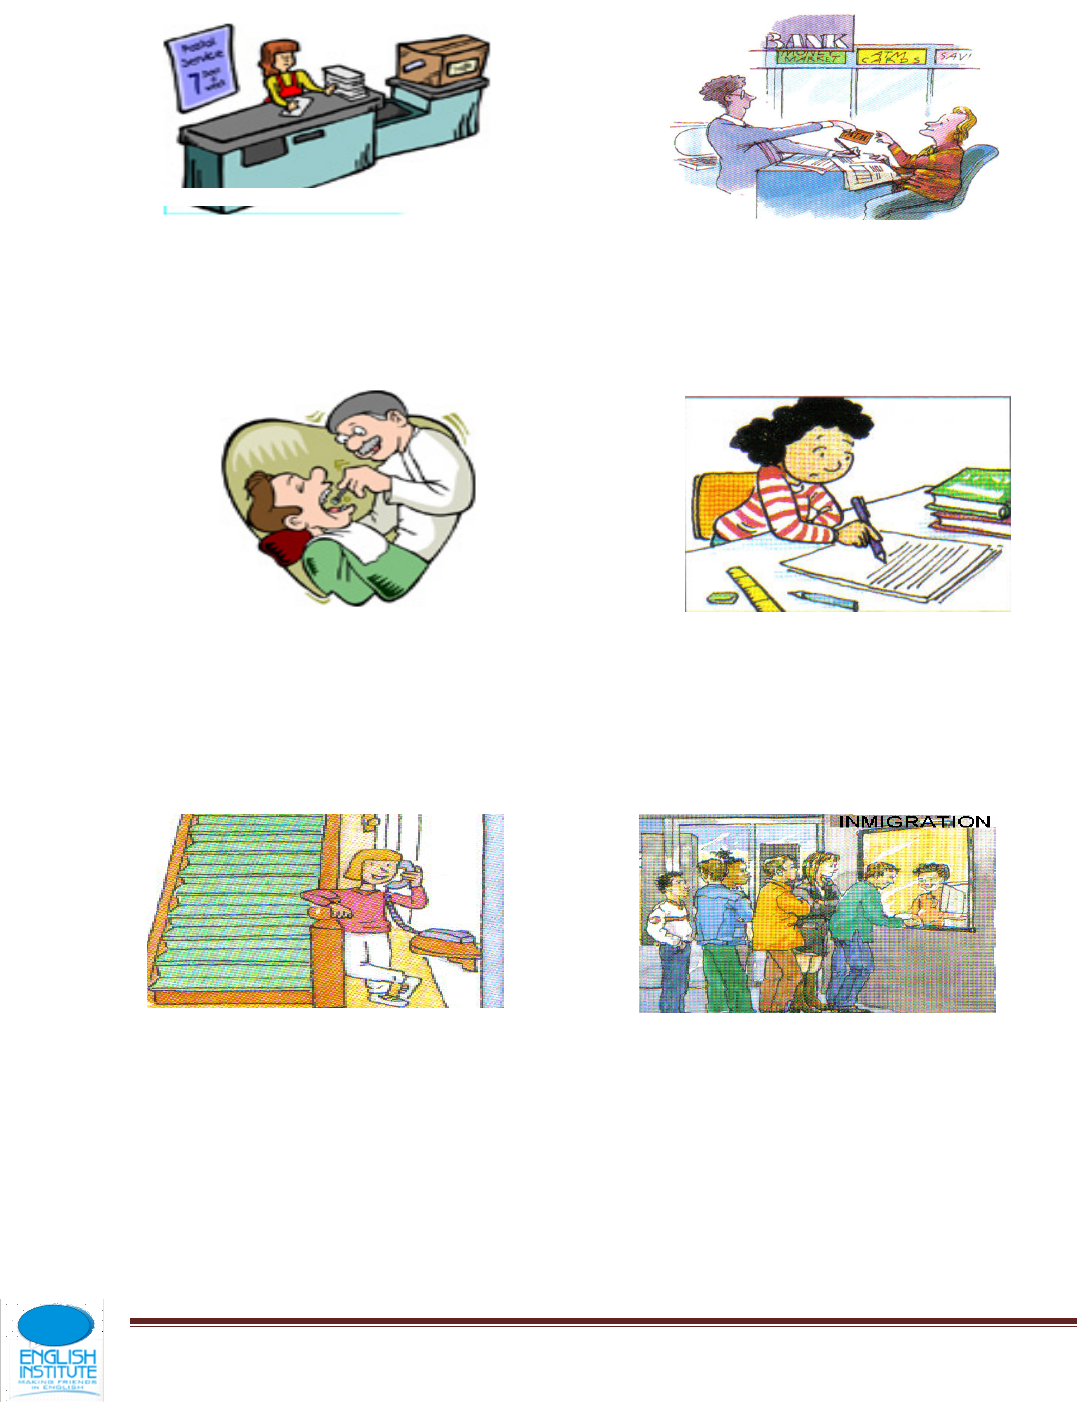 Postal
Service
7
Days
a
week
BANK
MONEY
MARKET
ATM
CARDS
SAVI
INMIGRATION
ENGLISH
INSTITUTE
MAKING FRIENDS
IN ENGLISH